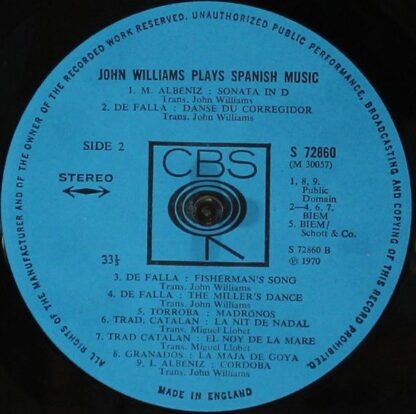 ALL RIGHTS OF THE MANUFACTURER AND OF THE OWNER OF THE RECORDED WORK RESERVED. UNAUTHORIZED PUBLIC PERFORMANCE, BROADCASTING AND COPYING OF THIS RECORD PROHIBITED.
JOHN WILLIAMS PLAYS SPANISH MUSIC
1. M. ALBENIZ : SONATA IN D
Trans. John Williams
2. DE FALLA : DANSE DU CORREGIDOR
Trans. John Williams
SIDE 2
STEREO
33⅓
CBS
S 72860
(M 30057)
1, 8, 9.
Public
Domain
2—4, 6, 7.
BIEM
5. BIEM/
Schott & Co.
S 72860 B
℗ 1970
3. DE FALLA : FISHERMAN'S SONG
Trans. John Williams
4. DE FALLA : THE MILLER'S DANCE
Trans. John Williams
5. TORROBA : MADRONOS
6. TRAD. CATALAN : LA NIT DE NADAL
Trans. Miguel Llobet
7. TRAD CATALAN : EL NOY DE LA MARE
Trans. Miguel Llobet
8. GRANADOS : LA MAJA DE GOYA
9. I. ALBENIZ : CORDOBA
Trans. John Williams
MADE IN ENGLAND